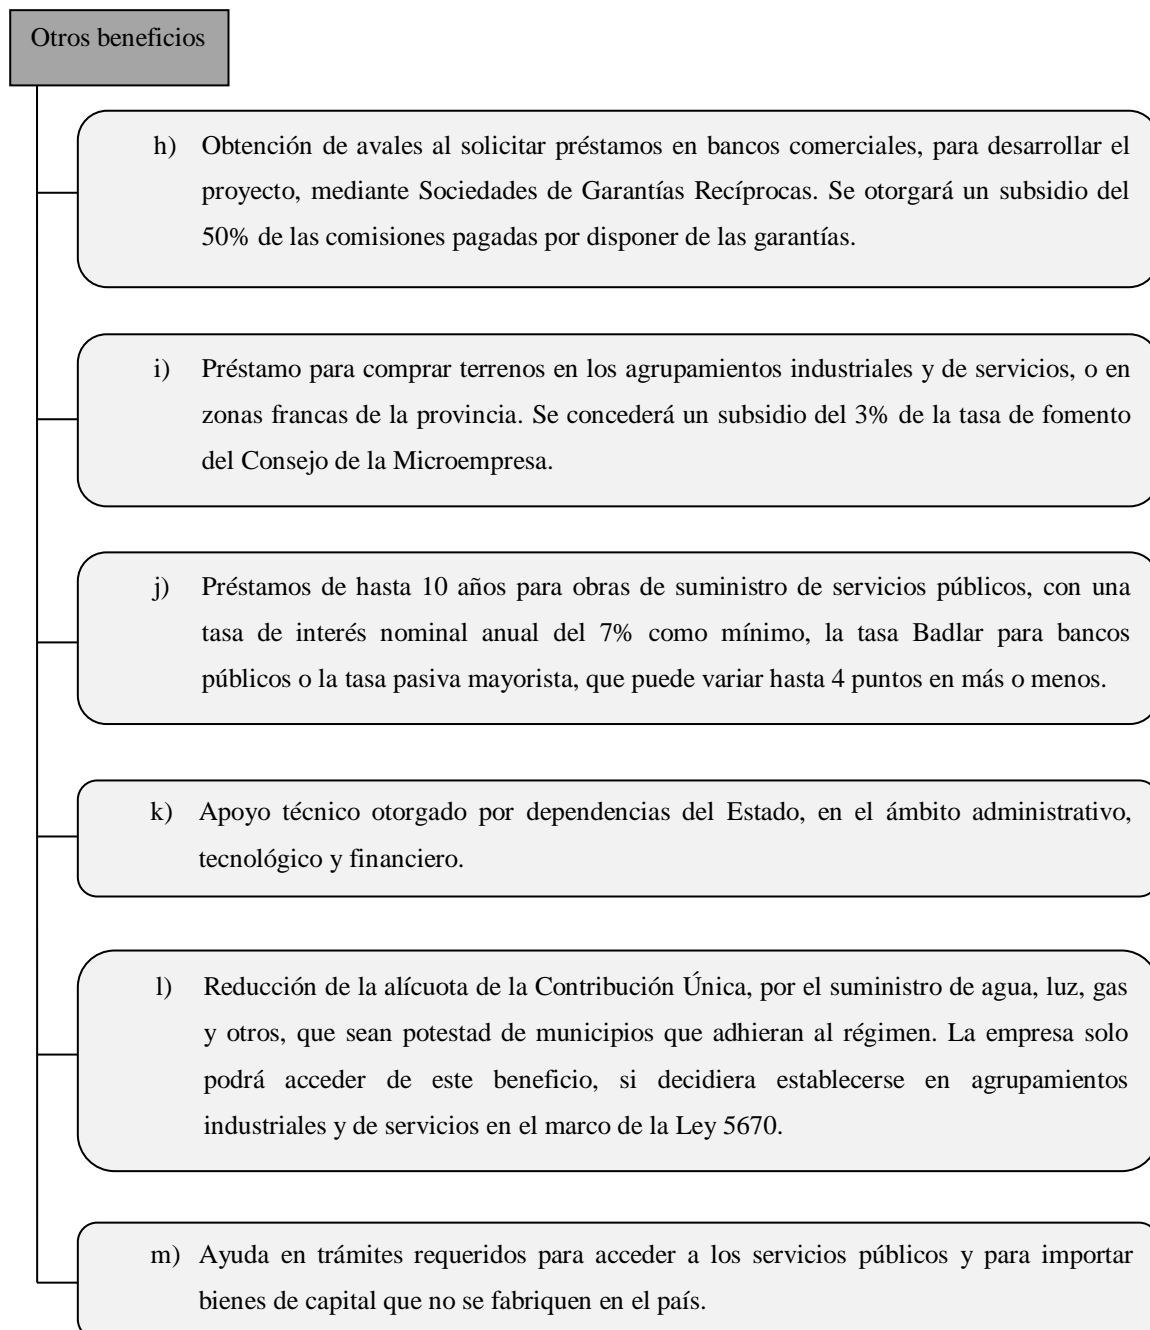 Otros beneficios
h) Obtención de avales al solicitar préstamos en bancos comerciales, para desarrollar el
proyecto, mediante Sociedades de Garantías Recíprocas. Se otorgará un subsidio del
50% de las comisiones pagadas por disponer de las garantías.
i) Préstamo para comprar terrenos en los agrupamientos industriales y de servicios, o en
zonas francas de la provincia. Se concederá un subsidio del 3% de la tasa de fomento
del Consejo de la Microempresa.
j) Préstamos de hasta 10 años para obras de suministro de servicios públicos, con una
tasa de interés nominal anual del 7% como mínimo, la tasa Badlar para bancos
públicos o la tasa pasiva mayorista, que puede variar hasta 4 puntos en más o menos.
k) Apoyo técnico otorgado por dependencias del Estado, en el ámbito administrativo,
tecnológico y financiero.
l) Reducción de la alícuota de la Contribución Única, por el suministro de agua, luz, gas
y otros, que sean potestad de municipios que adhieran al régimen. La empresa solo
podrá acceder de este beneficio, si decidiera establecerse en agrupamientos
industriales y de servicios en el marco de la Ley 5670.
m) Ayuda en trámites requeridos para acceder a los servicios públicos y para importar
bienes de capital que no se fabriquen en el país.